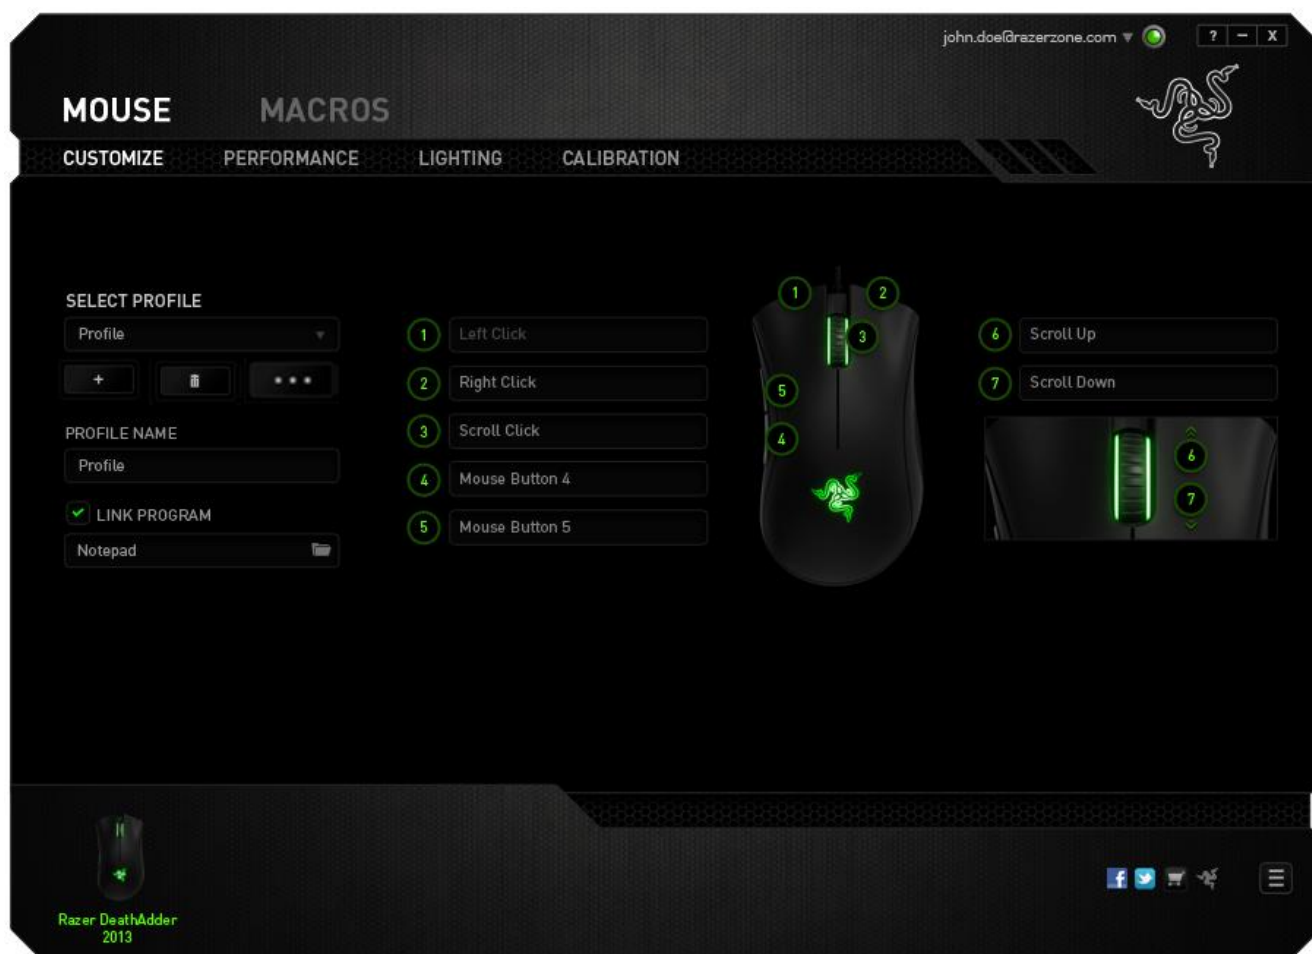 john.doe@razerzone.com
? – X
MOUSE MACROS
CUSTOMIZE PERFORMANCE LIGHTING CALIBRATION
SELECT PROFILE
Profile
+
PROFILE NAME
Profile
LINK PROGRAM
Notepad
1 Left Click
2 Right Click
3 Scroll Click
4 Mouse Button 4
5 Mouse Button 5
1 2
3
5
4
6 Scroll Up
7 Scroll Down
6
7
Razer DeathAdder
2013
f